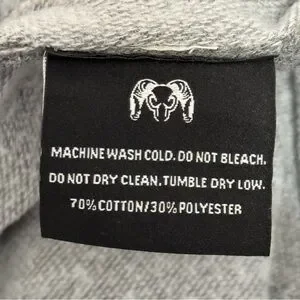 MACHINE WASH COLD. DO NOT BLEACH.
DO NOT DRY CLEAN. TUMBLE DRY LOW.
70% COTTON/30% POLYESTER